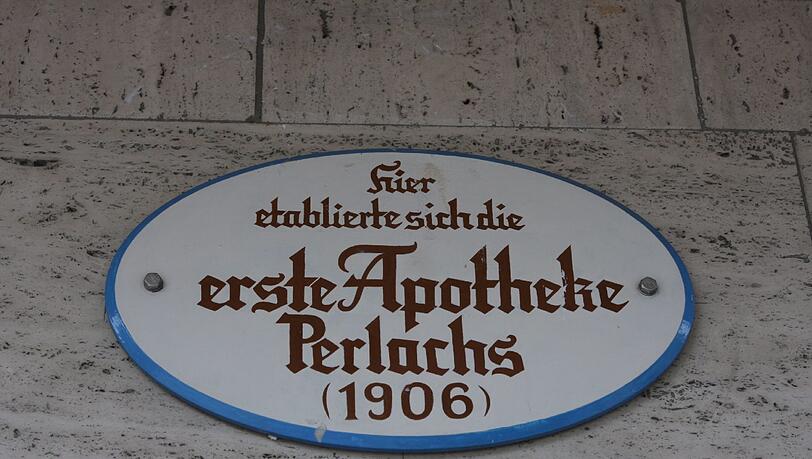 Hier
etablierte sich die
erste Apotheke
Perlachs
(1906)